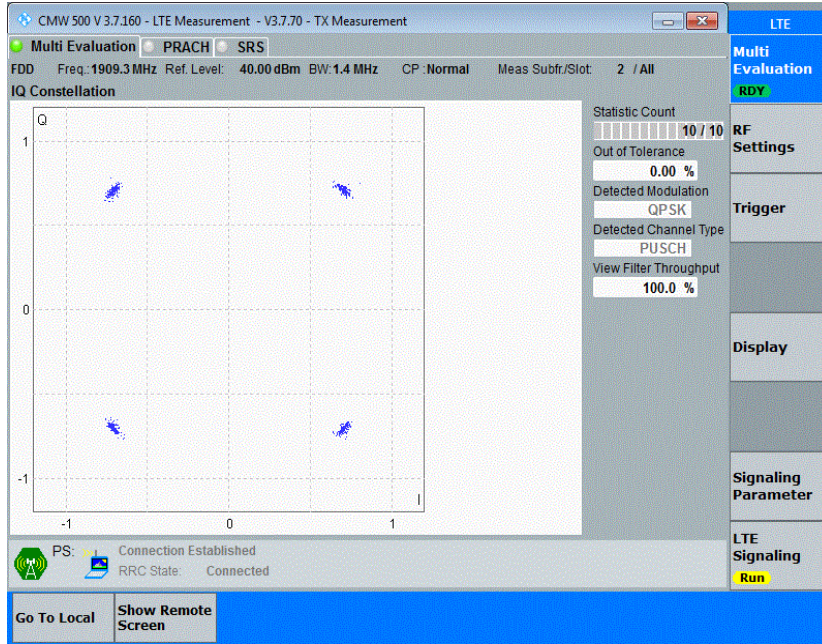 CMW 500 V 3.7.160 - LTE Measurement - V3.7.70 - TX Measurement
LTE
Multi Evaluation PRACH SRS
Multi
Evaluation
RDY
FDD Freq.:1909.3 MHz Ref. Level: 40.00 dBm BW:1.4 MHz CP :Normal Meas Subfr./Slot: 2 / All
IQ Constellation
Q
1
0
-1
I
-1 0 1
Statistic Count
10 / 10
Out of Tolerance
0.00 %
Detected Modulation
QPSK
Detected Channel Type
PUSCH
View Filter Throughput
100.0 %
RF
Settings
Trigger
Display
Signaling
Parameter
LTE
Signaling
Run
PS: Connection Established
RRC State: Connected
Go To Local
Show Remote
Screen